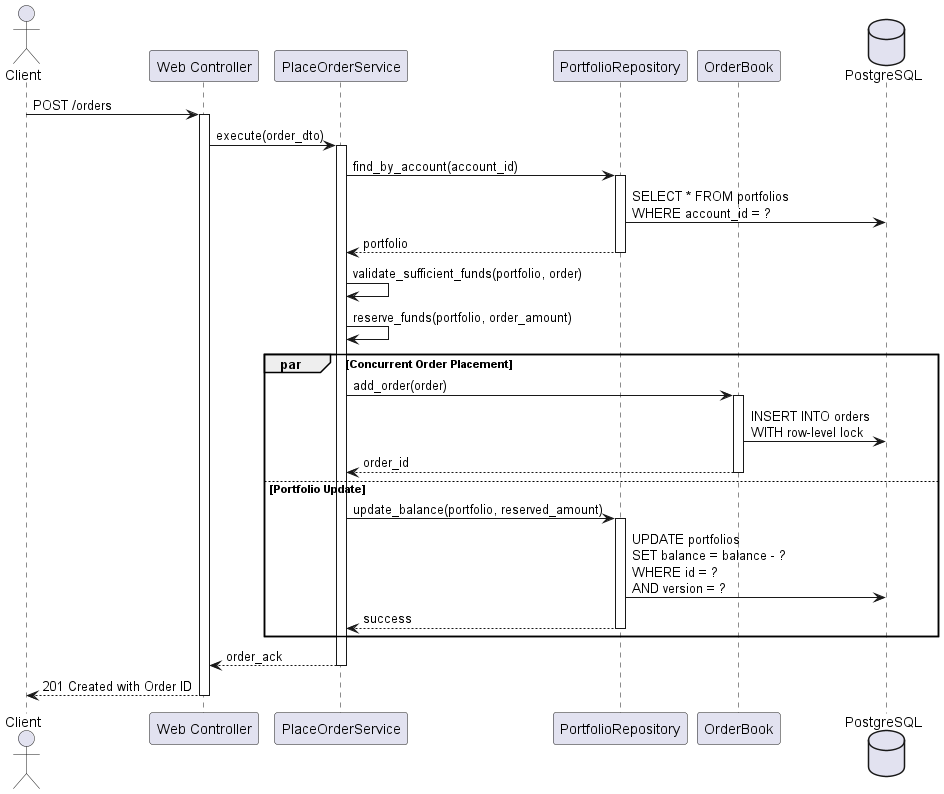 Client
Web Controller
PlaceOrderService
PortfolioRepository
OrderBook
PostgreSQL
POST /orders
execute(order_dto)
find_by_account(account_id)
SELECT * FROM portfolios
WHERE account_id = ?
portfolio
validate_sufficient_funds(portfolio, order)
reserve_funds(portfolio, order_amount)
par
[Concurrent Order Placement]
add_order(order)
INSERT INTO orders
WITH row-level lock
order_id
[Portfolio Update]
update_balance(portfolio, reserved_amount)
UPDATE portfolios
SET balance = balance - ?
WHERE id = ?
AND version = ?
success
order_ack
201 Created with Order ID
Client
Web Controller
PlaceOrderService
PortfolioRepository
OrderBook
PostgreSQL